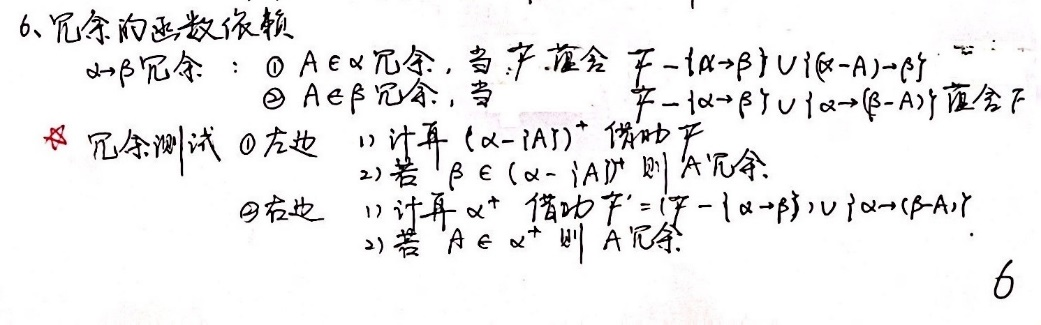 6、冗余的函数依赖
α→β冗余: ① A∈α冗余,当F蕴含 F-{α→β}∪{(α-A)→β}
② A∈β冗余,当 F-{α→β}∪{α→(β-A)}蕴含F
☆ 冗余测试 ①左边 1) 计算 (α-{A})⁺ 借助F
2) 若 β∈(α-{A})⁺ 则A冗余.
②右边 1) 计算α⁺ 借助F'=(F-{α→β})∪{α→(β-A)}
2) 若 A∈α⁺ 则 A冗余.
6